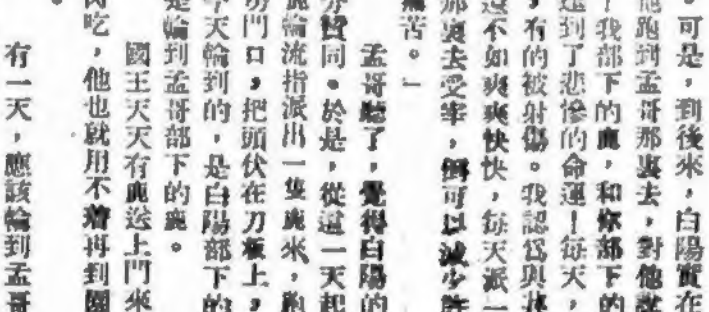 。可是，到後來，白陽實在
他跑到孟哥那裏去，對他說
！我部下的鹿，和你部下的
遭到了悲慘的命運！每天，
，有的被射傷。我認爲與其
還不如爽爽快快，每天派一
那裏去受宰，倒可以減少許
痛苦。」
孟哥聽了，覺得白陽的
亦贊同。於是，從這一天起
鹿輪流指派出一隻鹿來，跑
房門口，把頭伏在刀板上，
今天輪到的，是白陽部下的
是輪到孟哥部下的鹿。
國王天天有鹿送上門來
肉吃，他也就用不着再到園
。
有一天，應該輪到孟哥